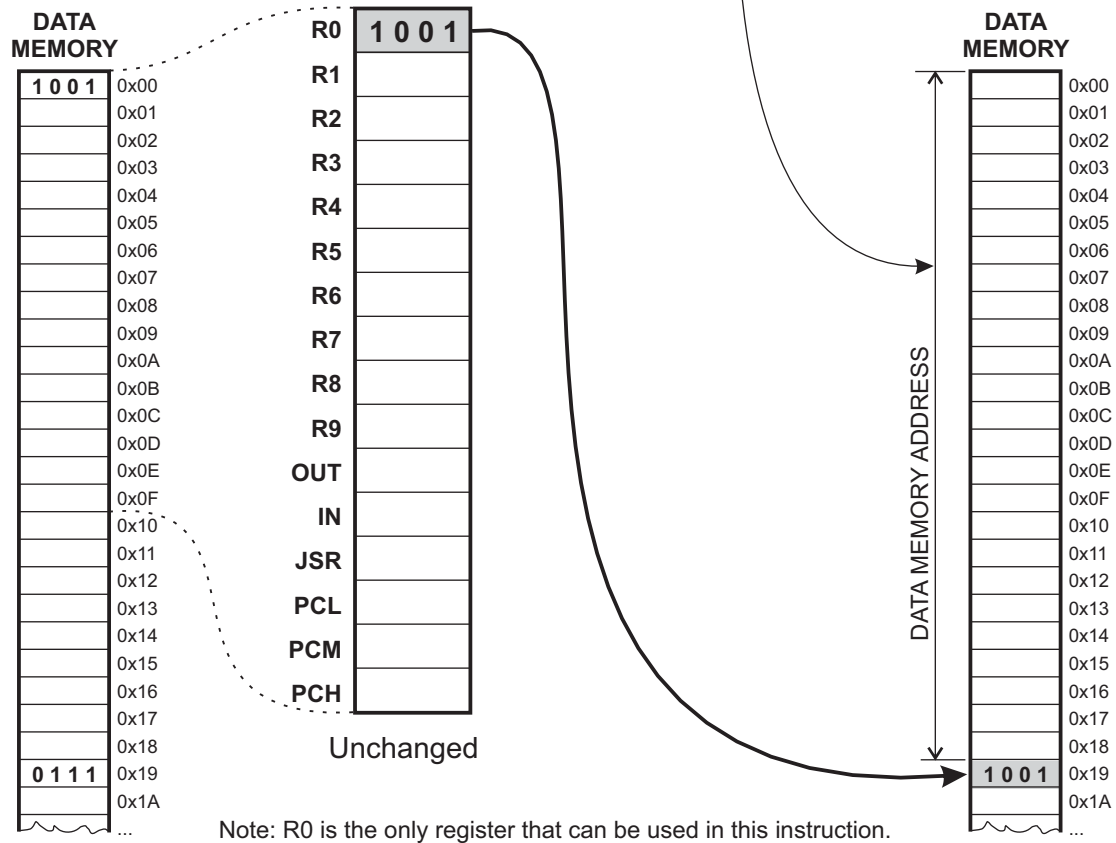 DATA
MEMORY
1 0 0 1
0x00
0x01
0x02
0x03
0x04
0x05
0x06
0x07
0x08
0x09
0x0A
0x0B
0x0C
0x0D
0x0E
0x0F
0x10
0x11
0x12
0x13
0x14
0x15
0x16
0x17
0x18
0 1 1 1
0x19
0x1A
...
R0
1 0 0 1
R1
R2
R3
R4
R5
R6
R7
R8
R9
OUT
IN
JSR
PCL
PCM
PCH
Unchanged
DATA MEMORY ADDRESS
DATA
MEMORY
0x00
0x01
0x02
0x03
0x04
0x05
0x06
0x07
0x08
0x09
0x0A
0x0B
0x0C
0x0D
0x0E
0x0F
0x10
0x11
0x12
0x13
0x14
0x15
0x16
0x17
0x18
1 0 0 1
0x19
0x1A
...
Note: R0 is the only register that can be used in this instruction.